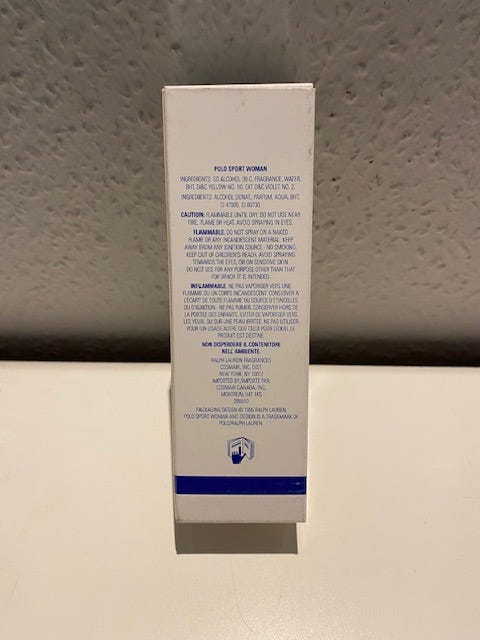 POLO SPORT WOMAN
INGREDIENTS: SD ALCOHOL 39-C, FRAGRANCE, WATER,
BHT, D&C YELLOW NO. 10, EXT D&C VIOLET NO. 2.
INGREDIENTS: ALCOHOL DENAT., PARFUM, AQUA, BHT,
CI 47005, CI 60730.
CAUTION: FLAMMABLE UNTIL DRY. DO NOT USE NEAR
FIRE, FLAME OR HEAT. AVOID SPRAYING IN EYES.
FLAMMABLE. DO NOT SPRAY ON A NAKED
FLAME OR ANY INCANDESCENT MATERIAL. KEEP
AWAY FROM ANY IGNITION SOURCE - NO SMOKING.
KEEP OUT OF CHILDREN'S REACH. AVOID SPRAYING
TOWARDS THE EYES, OR ON SENSITIVE SKIN.
DO NOT USE FOR ANY PURPOSE OTHER THAN THAT
FOR WHICH IT IS INTENDED.
INFLAMMABLE. NE PAS VAPORISER VERS UNE
FLAMME OU UN CORPS INCANDESCENT. CONSERVER A
L'ECART DE TOUTE FLAMME OU SOURCE D'ETINCELLES
OU D'IGNITION - NE PAS FUMER. CONSERVER HORS DE
LA PORTEE DES ENFANTS. EVITER DE VAPORISER VERS
LES YEUX, OU SUR UNE PEAU IRRITEE. NE PAS UTILISER
POUR UN USAGE AUTRE QUE CELUI POUR LEQUEL LE
PRODUIT EST DESTINE.
NON DISPERDERE IL CONTENITORE
NELL'AMBIENTE.
RALPH LAUREN FRAGRANCES
COSMAIR, INC. DIST.
NEW YORK, NY 10017
IMPORTED BY/IMPORTE PAR:
COSMAIR CANADA, INC.
MONTREAL H4T 1K5
PACKAGING DESIGN © 1996 RALPH LAUREN.
POLO SPORT WOMAN AND DESIGN IS A TRADEMARK OF
POLO/RALPH LAUREN.